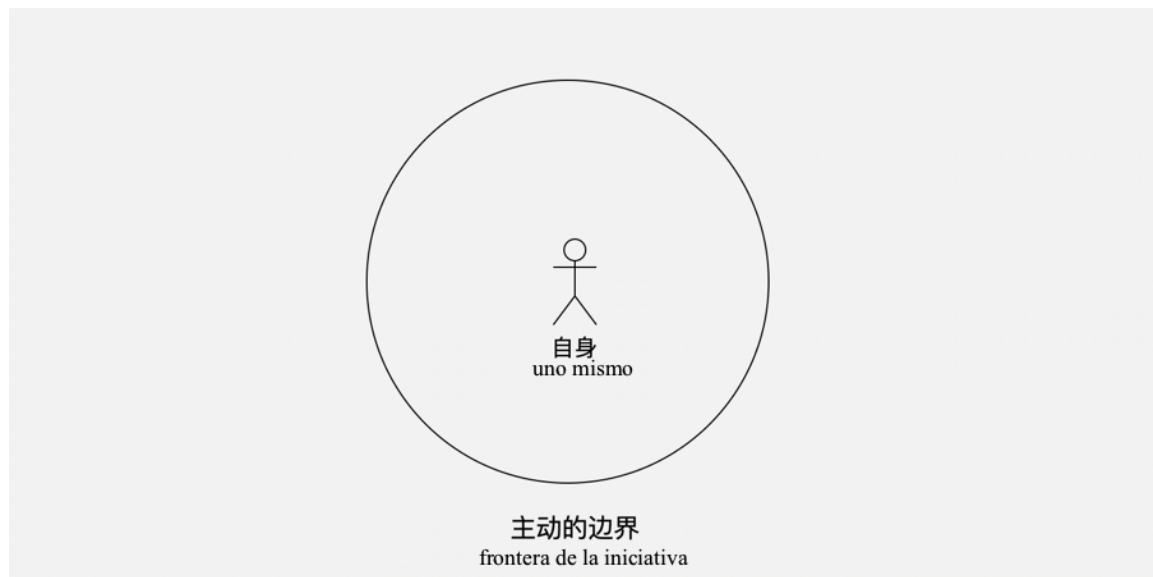 自身
uno mismo
主动的边界
frontera de la iniciativa